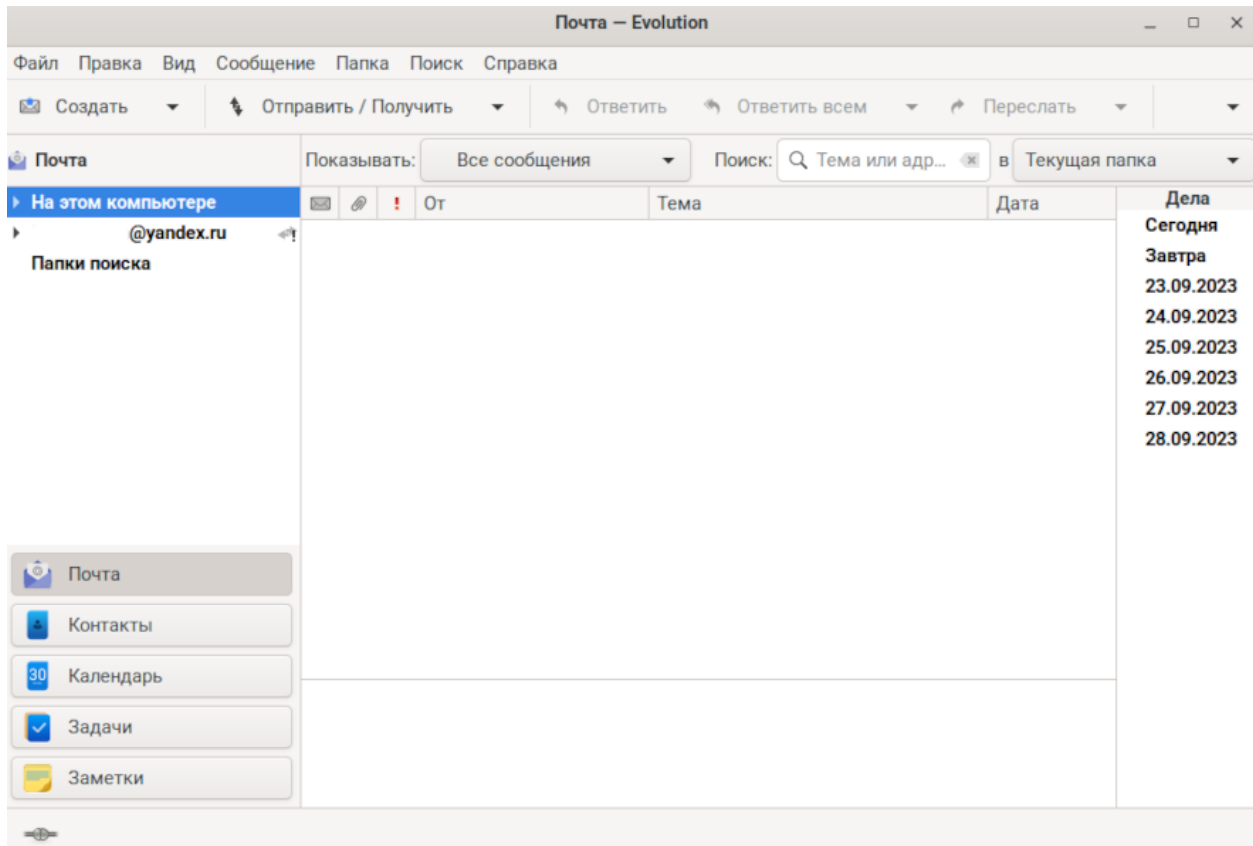 Почта — Evolution
Файл Правка Вид Сообщение Папка Поиск Справка
Создать Отправить / Получить Ответить Ответить всем Переслать
Почта Показывать: Все сообщения Поиск: Тема или адр... в Текущая папка
На этом компьютере От Тема Дата Дела
@yandex.ru Сегодня
Папки поиска Завтра
23.09.2023
24.09.2023
25.09.2023
26.09.2023
27.09.2023
28.09.2023
Почта
Контакты
30 Календарь
Задачи
Заметки